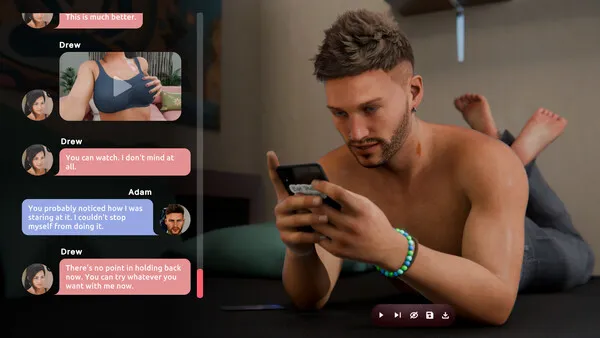 This is much better.
Drew
Drew
You can watch. I don't mind at
all.
Adam
You probably noticed how I was
staring at it. I couldn't stop
myself from doing it.
Drew
There's no point in holding back
now. You can try whatever you
want with me now.